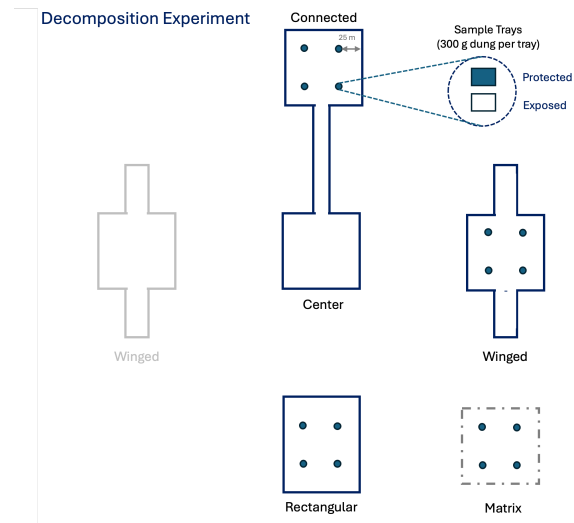 Decomposition Experiment
Connected
25 m
Sample Trays
(300 g dung per tray)
Protected
Exposed
Center
Winged
Winged
Rectangular
Matrix